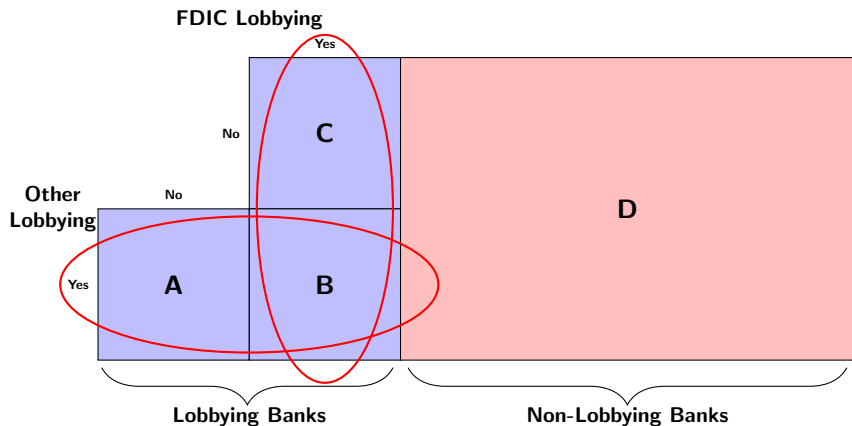 FDIC Lobbying
Yes
No
C
No
Other
Lobbying
D
Yes
A
B
Lobbying Banks
Non-Lobbying Banks